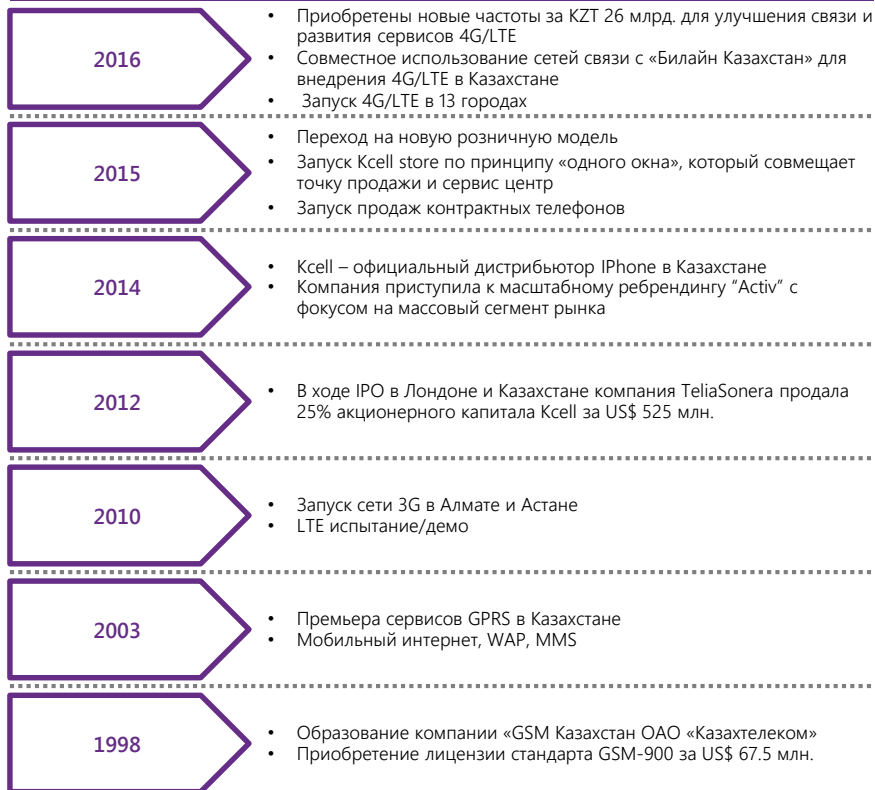 2016
• Приобретены новые частоты за KZT 26 млрд. для улучшения связи и
развития сервисов 4G/LTE
• Совместное использование сетей связи с «Билайн Казахстан» для
внедрения 4G/LTE в Казахстане
• Запуск 4G/LTE в 13 городах
2015
• Переход на новую розничную модель
• Запуск Kcell store по принципу «одного окна», который совмещает
точку продажи и сервис центр
• Запуск продаж контрактных телефонов
2014
• Kcell – официальный дистрибьютор IPhone в Казахстане
• Компания приступила к масштабному ребрендингу “Activ” с
фокусом на массовый сегмент рынка
2012
• В ходе IPO в Лондоне и Казахстане компания TeliaSonera продала
25% акционерного капитала Kcell за US$ 525 млн.
2010
• Запуск сети 3G в Алмате и Астане
• LTE испытание/демо
2003
• Премьера сервисов GPRS в Казахстане
• Мобильный интернет, WAP, MMS
1998
• Образование компании «GSM Казахстан ОАО «Казахтелеком»
• Приобретение лицензии стандарта GSM-900 за US$ 67.5 млн.